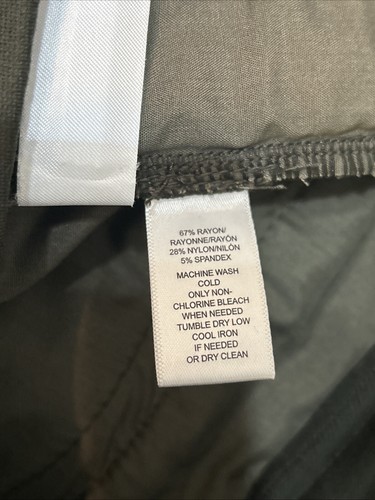 67% RAYON/
RAYONNE/RAYÓN
28% NYLON/NILÓN
5% SPANDEX
MACHINE WASH
COLD
ONLY NON-
CHLORINE BLEACH
WHEN NEEDED
TUMBLE DRY LOW
COOL IRON
IF NEEDED
OR DRY CLEAN